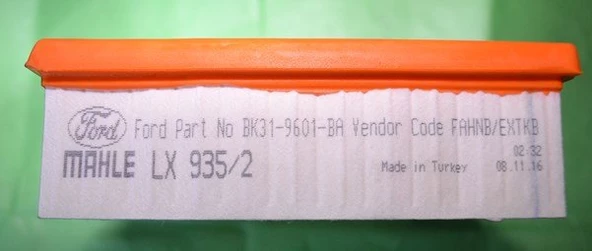 Ford Ford Part No BK31-9601-BA Vendor Code FAHNB/EXTKB
02:32
MAHLE LX 935/2 Made in Turkey 08.11.16